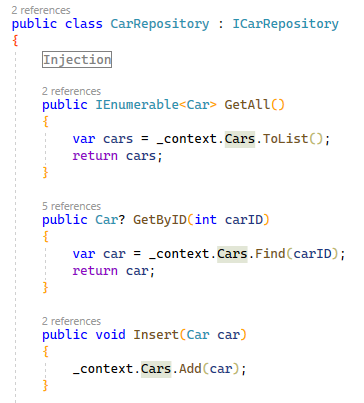 2 references
public class CarRepository : ICarRepository
{
Injection
2 references
public IEnumerable<Car> GetAll()
{
var cars = _context.Cars.ToList();
return cars;
}
5 references
public Car? GetByID(int carID)
{
var car = _context.Cars.Find(carID);
return car;
}
2 references
public void Insert(Car car)
{
_context.Cars.Add(car);
}